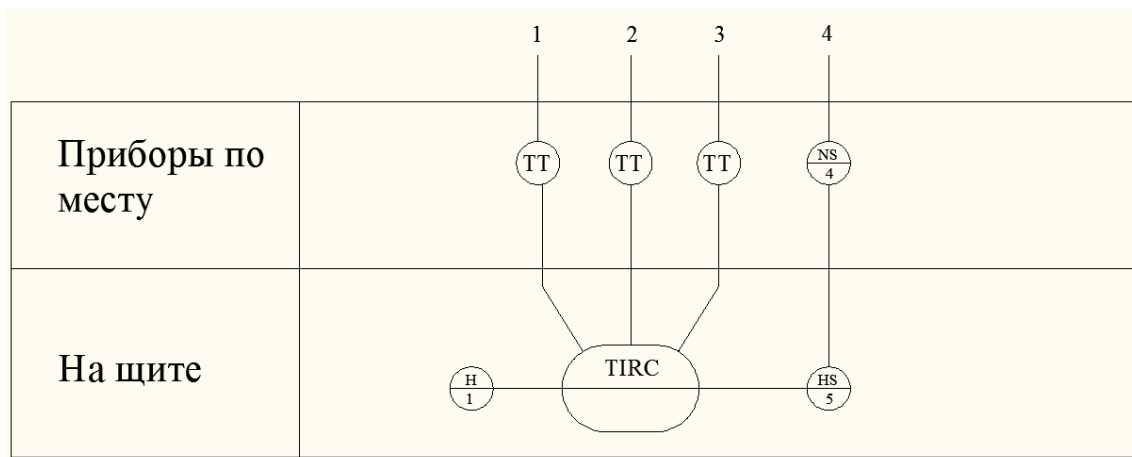 1 2 3 4
Приборы по
месту
TT TT TT NS
4
На щите
TIRC
H
1
HS
5